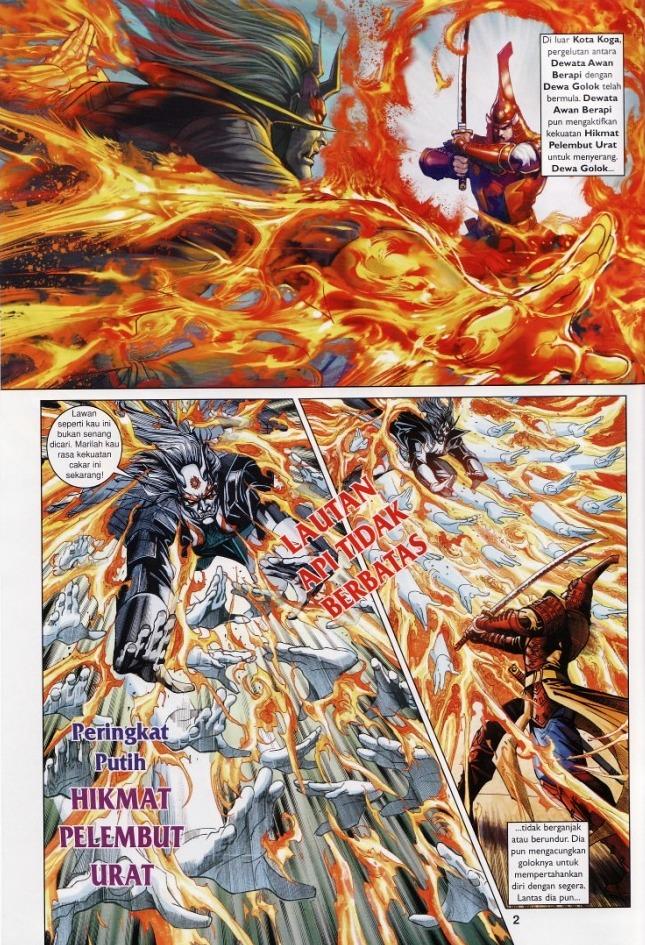 Di luar Kota Koga,
pergelutan antara
Dewata Awan
Berapi dengan
Dewa Golok telah
bermula. Dewata
Awan Berapi
pun mengaktifkan
kekuatan Hikmat
Pelembut Urat
untuk menyerang.
Dewa Golok...
Lawan
seperti kau ini
bukan senang
dicari. Marilah kau
rasa kekuatan
cakar ini
sekarang!
LAUTAN
API TIDAK
BERBATAS
Peringkat
Putih
HIKMAT
PELEMBUT
URAT
...tidak berganjak
atau berundur. Dia
pun mengacungkan
goloknya untuk
mempertahankan
diri dengan segera.
Lantas dia pun...
2